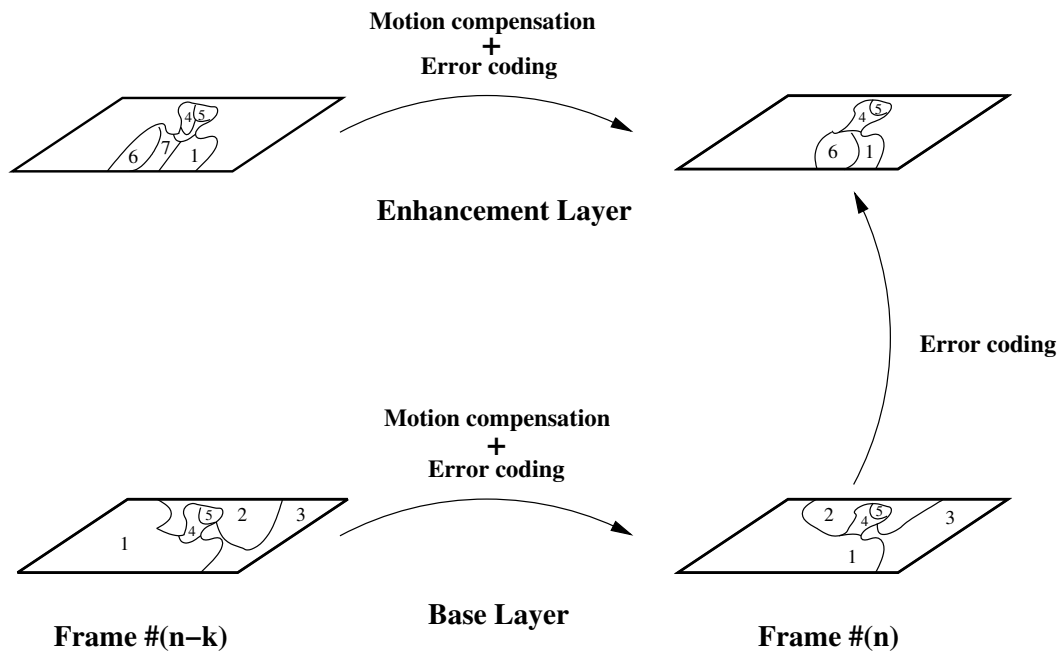 Motion compensation
+
Error coding
4 5
6 7 1
4 5
6 1
Enhancement Layer
Error coding
Motion compensation
+
Error coding
5 2 3
4
1
2 5 3
4
1
Base Layer
Frame #(n−k)
Frame #(n)